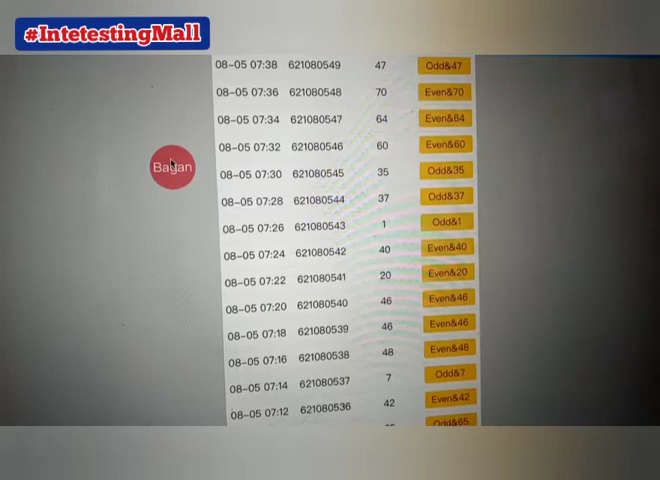 #IntetestingMall
08-05 07:38 621080549 47 Odd&47
08-05 07:36 621080548 70 Even&70
08-05 07:34 621080547 64 Even&64
08-05 07:32 621080546 60 Even&60
Bagan
08-05 07:30 621080545 35 Odd&35
08-05 07:28 621080544 37 Odd&37
08-05 07:26 621080543 1 Odd&1
08-05 07:24 621080542 40 Even&40
08-05 07:22 621080541 20 Even&20
08-05 07:20 621080540 46 Even&46
08-05 07:18 621080539 46 Even&46
08-05 07:16 621080538 48 Even&48
08-05 07:14 621080537 7 Odd&7
08-05 07:12 621080536 42 Even&42
Odd&65